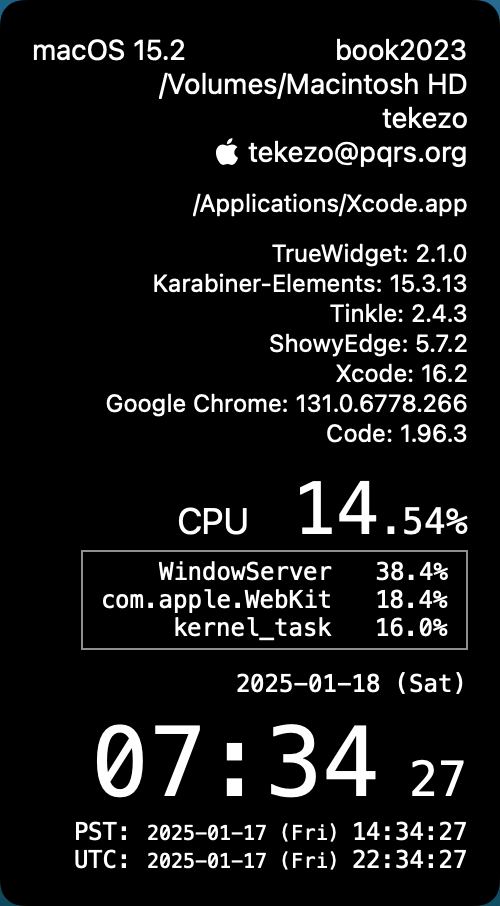 macOS 15.2 book2023
/Volumes/Macintosh HD
tekezo
tekezo@pqrs.org
/Applications/Xcode.app
TrueWidget: 2.1.0
Karabiner-Elements: 15.3.13
Tinkle: 2.4.3
ShowyEdge: 5.7.2
Xcode: 16.2
Google Chrome: 131.0.6778.266
Code: 1.96.3
CPU 14.54%
WindowServer 38.4%
com.apple.WebKit 18.4%
kernel_task 16.0%
2025-01-18 (Sat)
07:34 27
PST: 2025-01-17 (Fri) 14:34:27
UTC: 2025-01-17 (Fri) 22:34:27